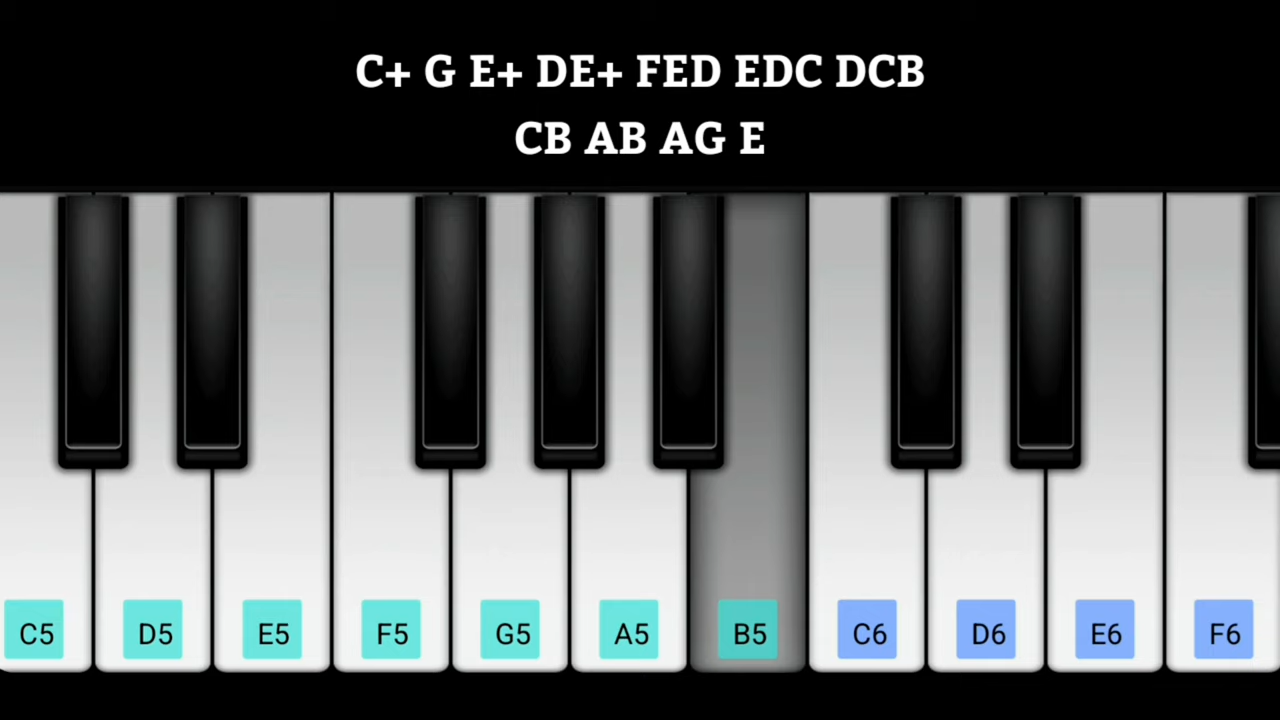 C+ G E+ DE+ FED EDC DCB
CB AB AG E
C5 D5 E5 F5 G5 A5 B5 C6 D6 E6 F6